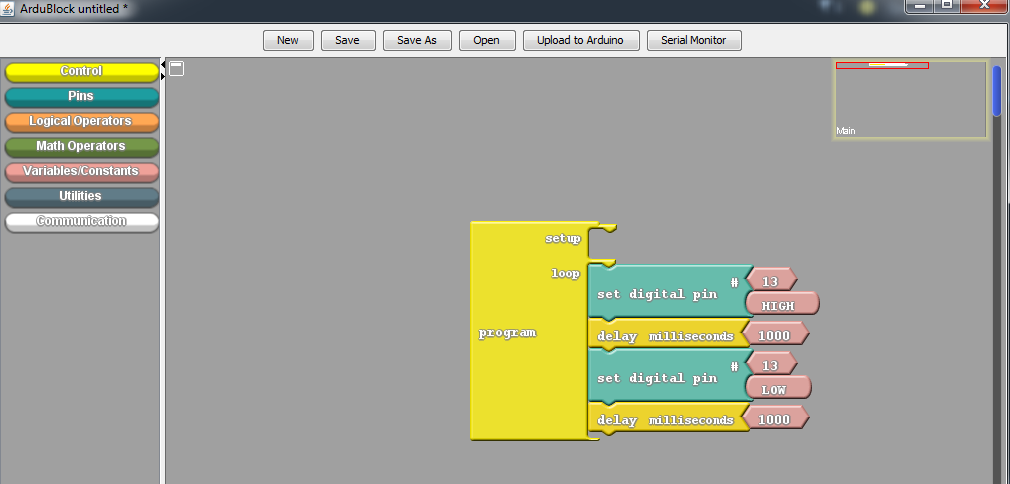 ArduBlock untitled *
New Save Save As Open Upload to Arduino Serial Monitor
Control
Pins
Logical Operators
Math Operators
Variables/Constants
Utilities
Communication
Main
setup
loop
program
set digital pin # 13
HIGH
delay milliseconds 1000
set digital pin # 13
LOW
delay milliseconds 1000